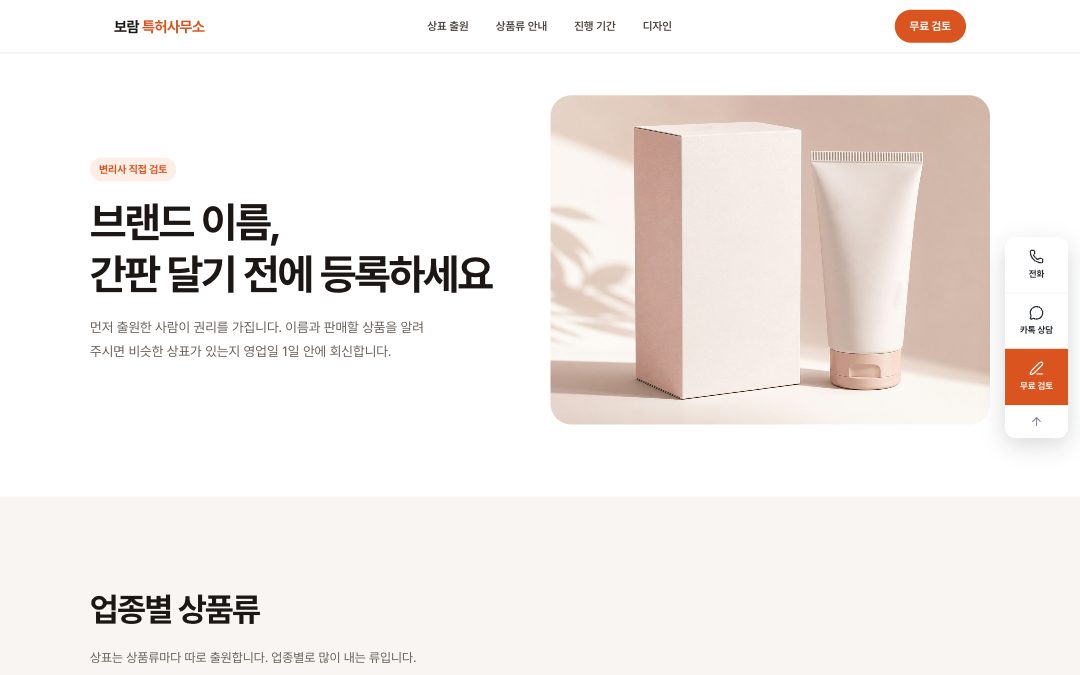 보람 특허사무소
상표 출원
상품류 안내
진행 기간
디자인
무료 검토
변리사 직접 검토
브랜드 이름,
간판 달기 전에 등록하세요
먼저 출원한 사람이 권리를 가집니다. 이름과 판매할 상품을 알려
주시면 비슷한 상표가 있는지 영업일 1일 안에 회신합니다.
전화
카톡 상담
무료 검토
업종별 상품류
상표는 상품류마다 따로 출원합니다. 업종별로 많이 내는 류입니다.